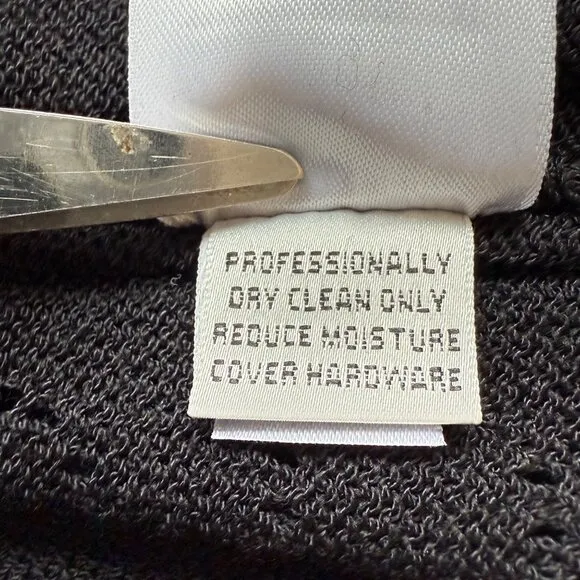 PROFESSIONALLY
DRY CLEAN ONLY
REDUCE MOISTURE
COVER HARDWARE